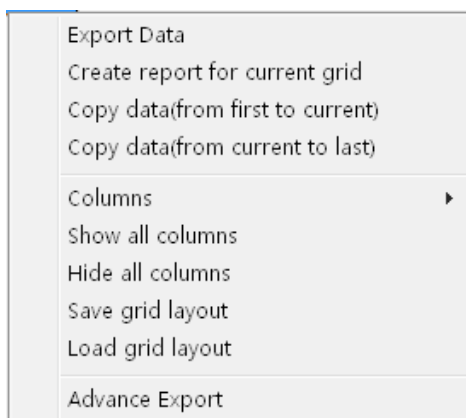 Export Data
Create report for current grid
Copy data(from first to current)
Copy data(from current to last)
Columns
Show all columns
Hide all columns
Save grid layout
Load grid layout
Advance Export